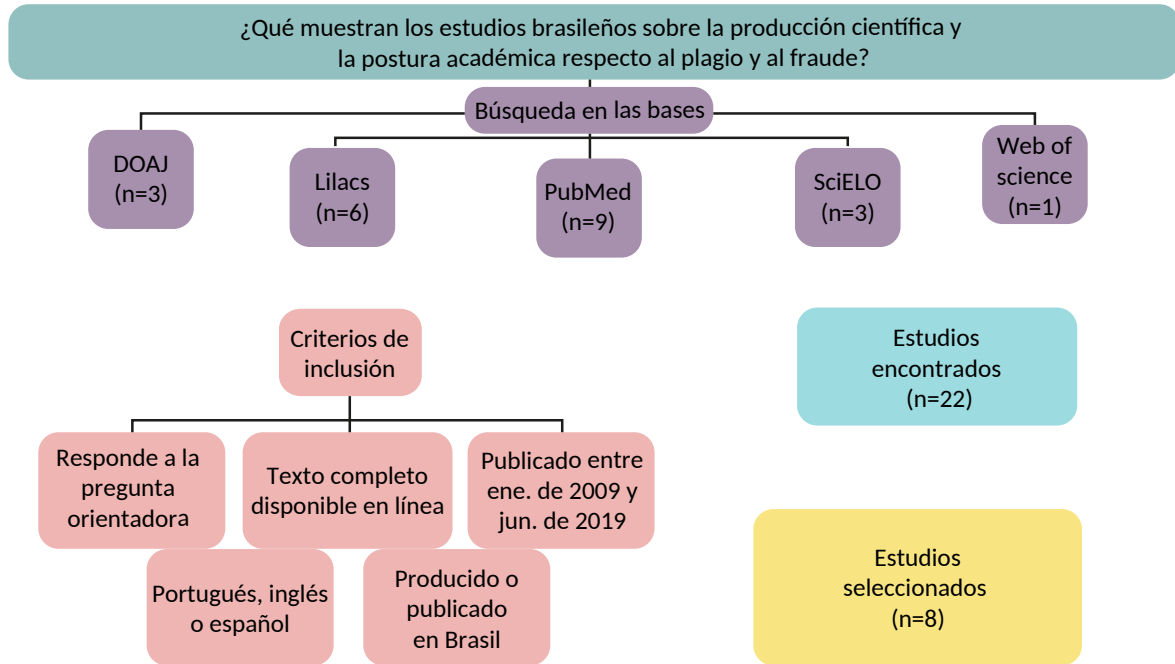 ¿Qué muestran los estudios brasileños sobre la producción científica y
la postura académica respecto al plagio y al fraude?
Búsqueda en las bases
DOAJ
(n=3)
Lilacs
(n=6)
PubMed
(n=9)
SciELO
(n=3)
Web of
science
(n=1)
Criterios de
inclusión
Responde a la
pregunta
orientadora
Texto completo
disponible en línea
Publicado entre
ene. de 2009 y
jun. de 2019
Portugués, inglés
o español
Producido o
publicado
en Brasil
Estudios
encontrados
(n=22)
Estudios
seleccionados
(n=8)